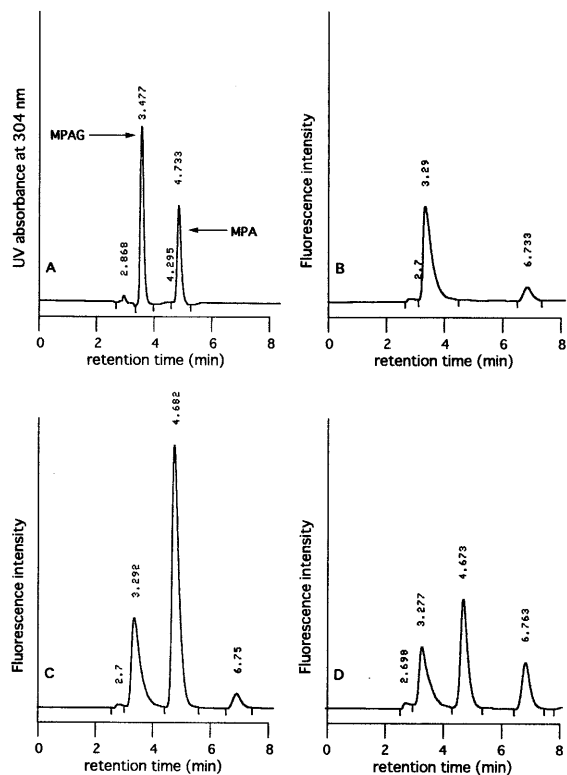 UV absorbance at 304 nm
A
MPAG
MPA
2.868
3.477
4.295
4.733
0 2 4 6 8
retention time (min)
Fluorescence intensity
B
2.7
3.29
6.733
0 2 4 6 8
retention time (min)
Fluorescence intensity
C
2.7
3.292
4.682
6.75
0 2 4 6 8
retention time (min)
Fluorescence intensity
D
2.698
3.277
4.673
6.763
0 2 4 6 8
retention time (min)